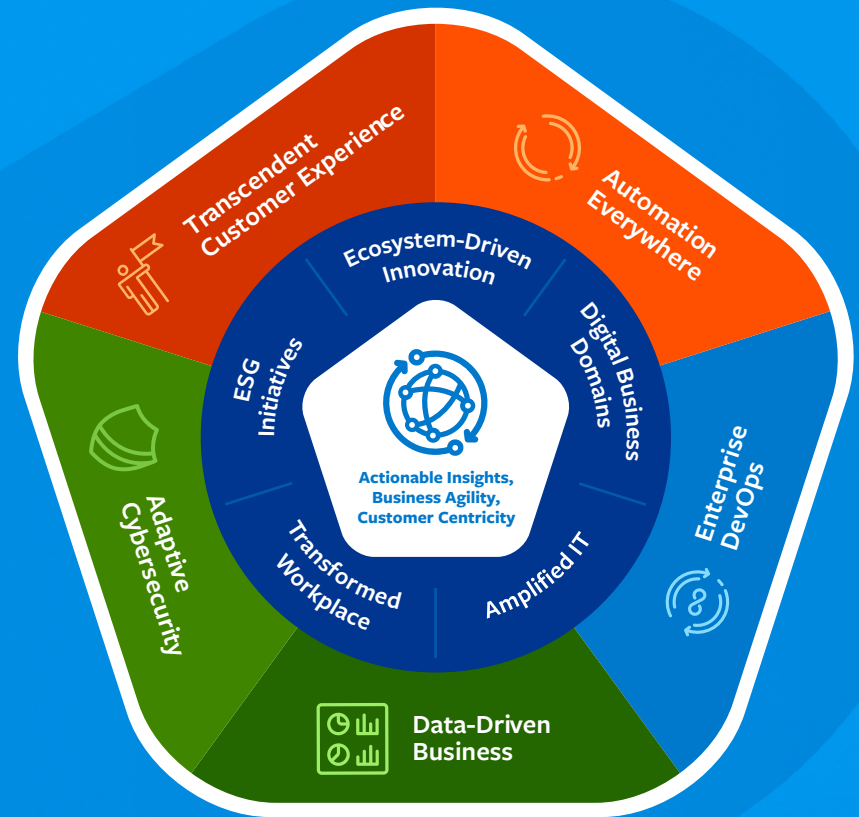 Transcendent
Customer Experience
Automation
Everywhere
Ecosystem-Driven
Innovation
ESG
Initiatives
Digital Business
Domains
Actionable Insights,
Business Agility,
Customer Centricity
Enterprise
DevOps
Adaptive
Cybersecurity
Transformed
Workplace
Amplified IT
Data-Driven
Business